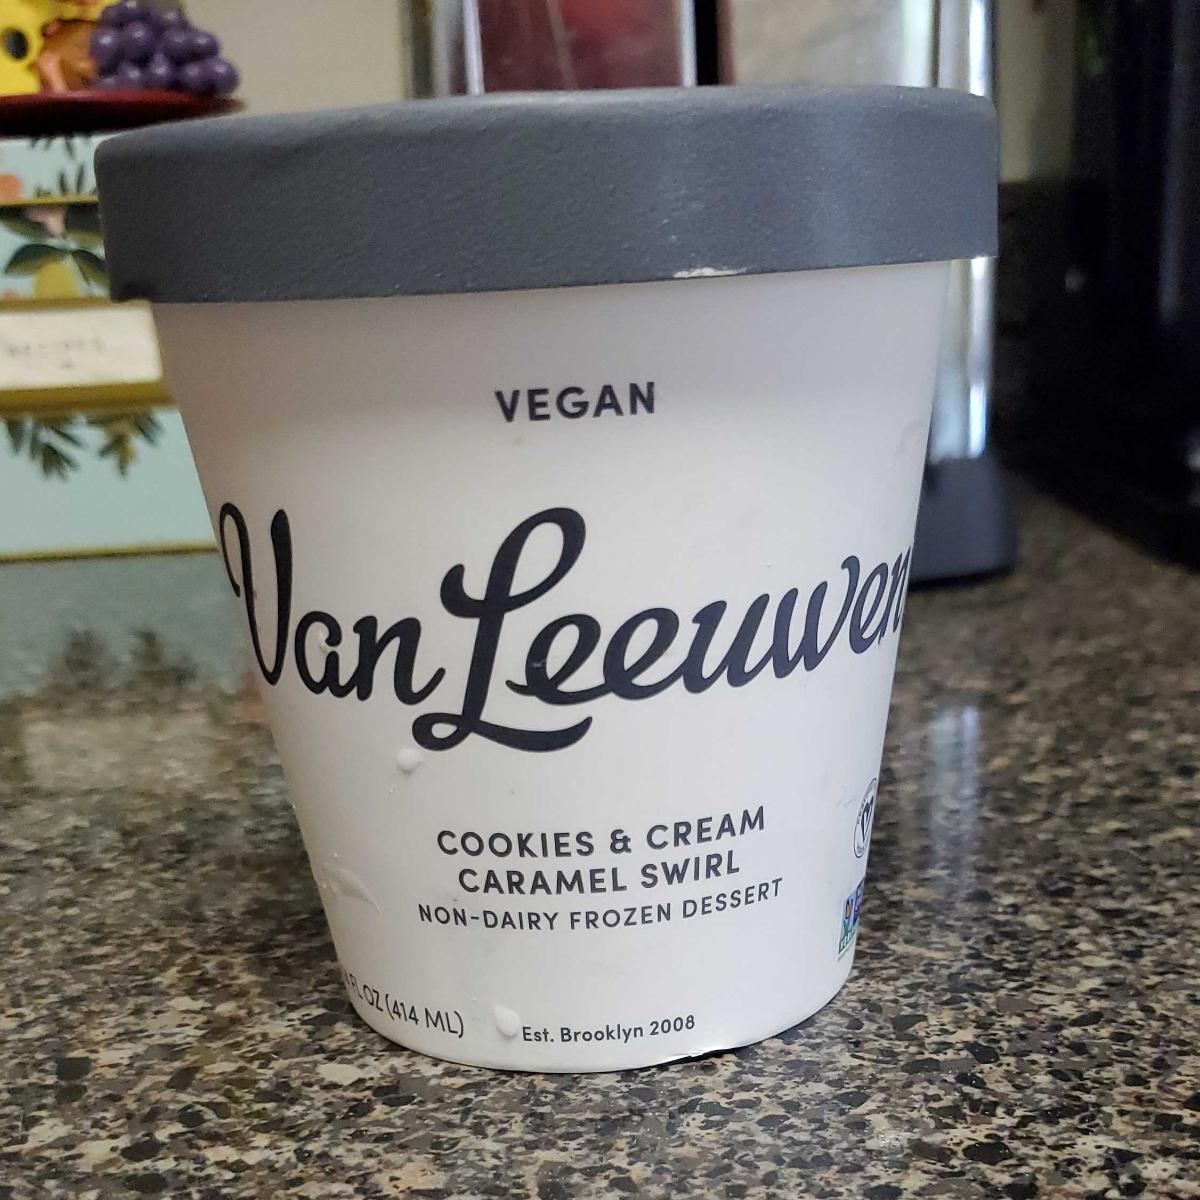 VEGAN
Van Leeuwen
COOKIES & CREAM
CARAMEL SWIRL
NON-DAIRY FROZEN DESSERT
FL OZ (414 ML)
Est. Brooklyn 2008